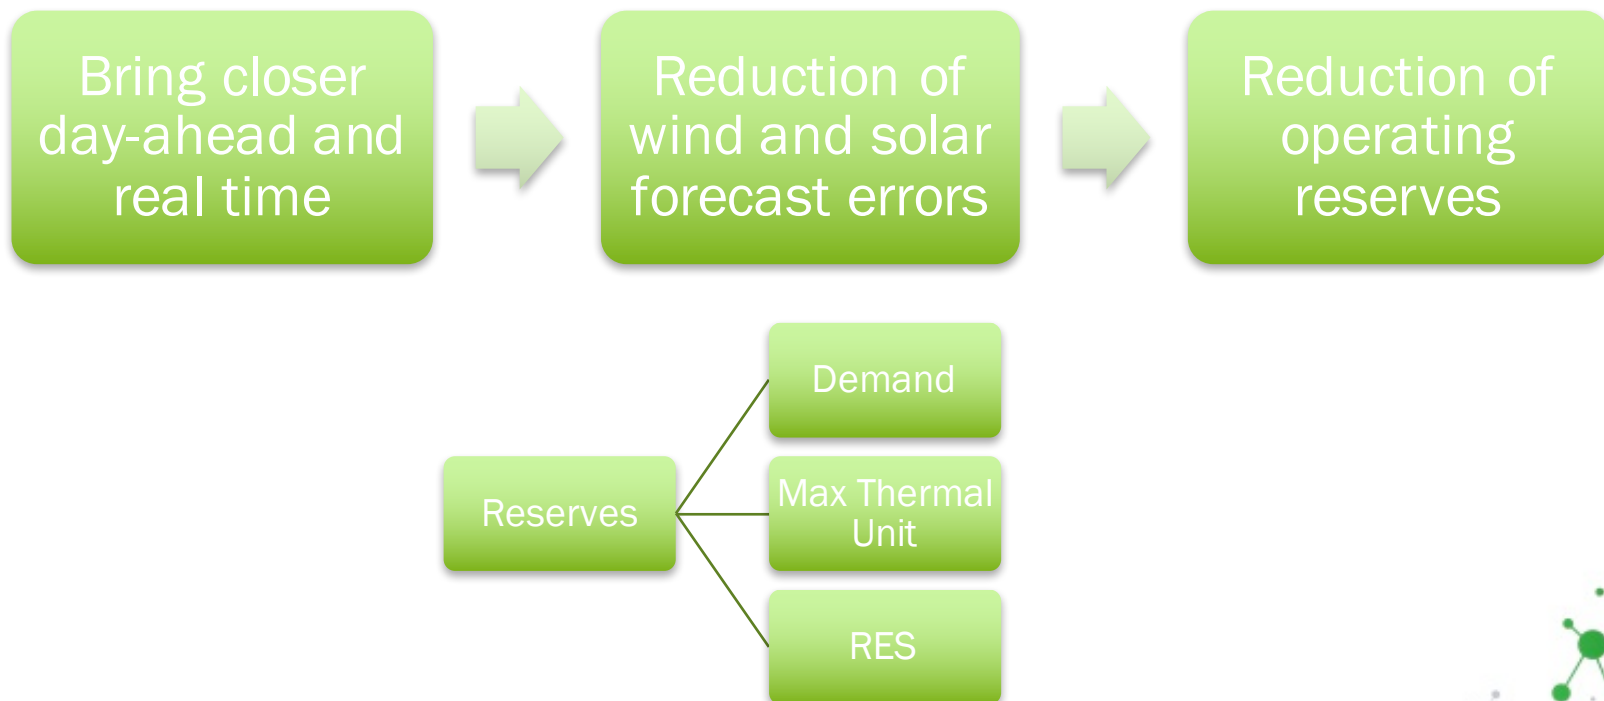 Bring closer
day-ahead and
real time
Reduction of
wind and solar
forecast errors
Reduction of
operating
reserves
Demand
Reserves
Max Thermal
Unit
RES